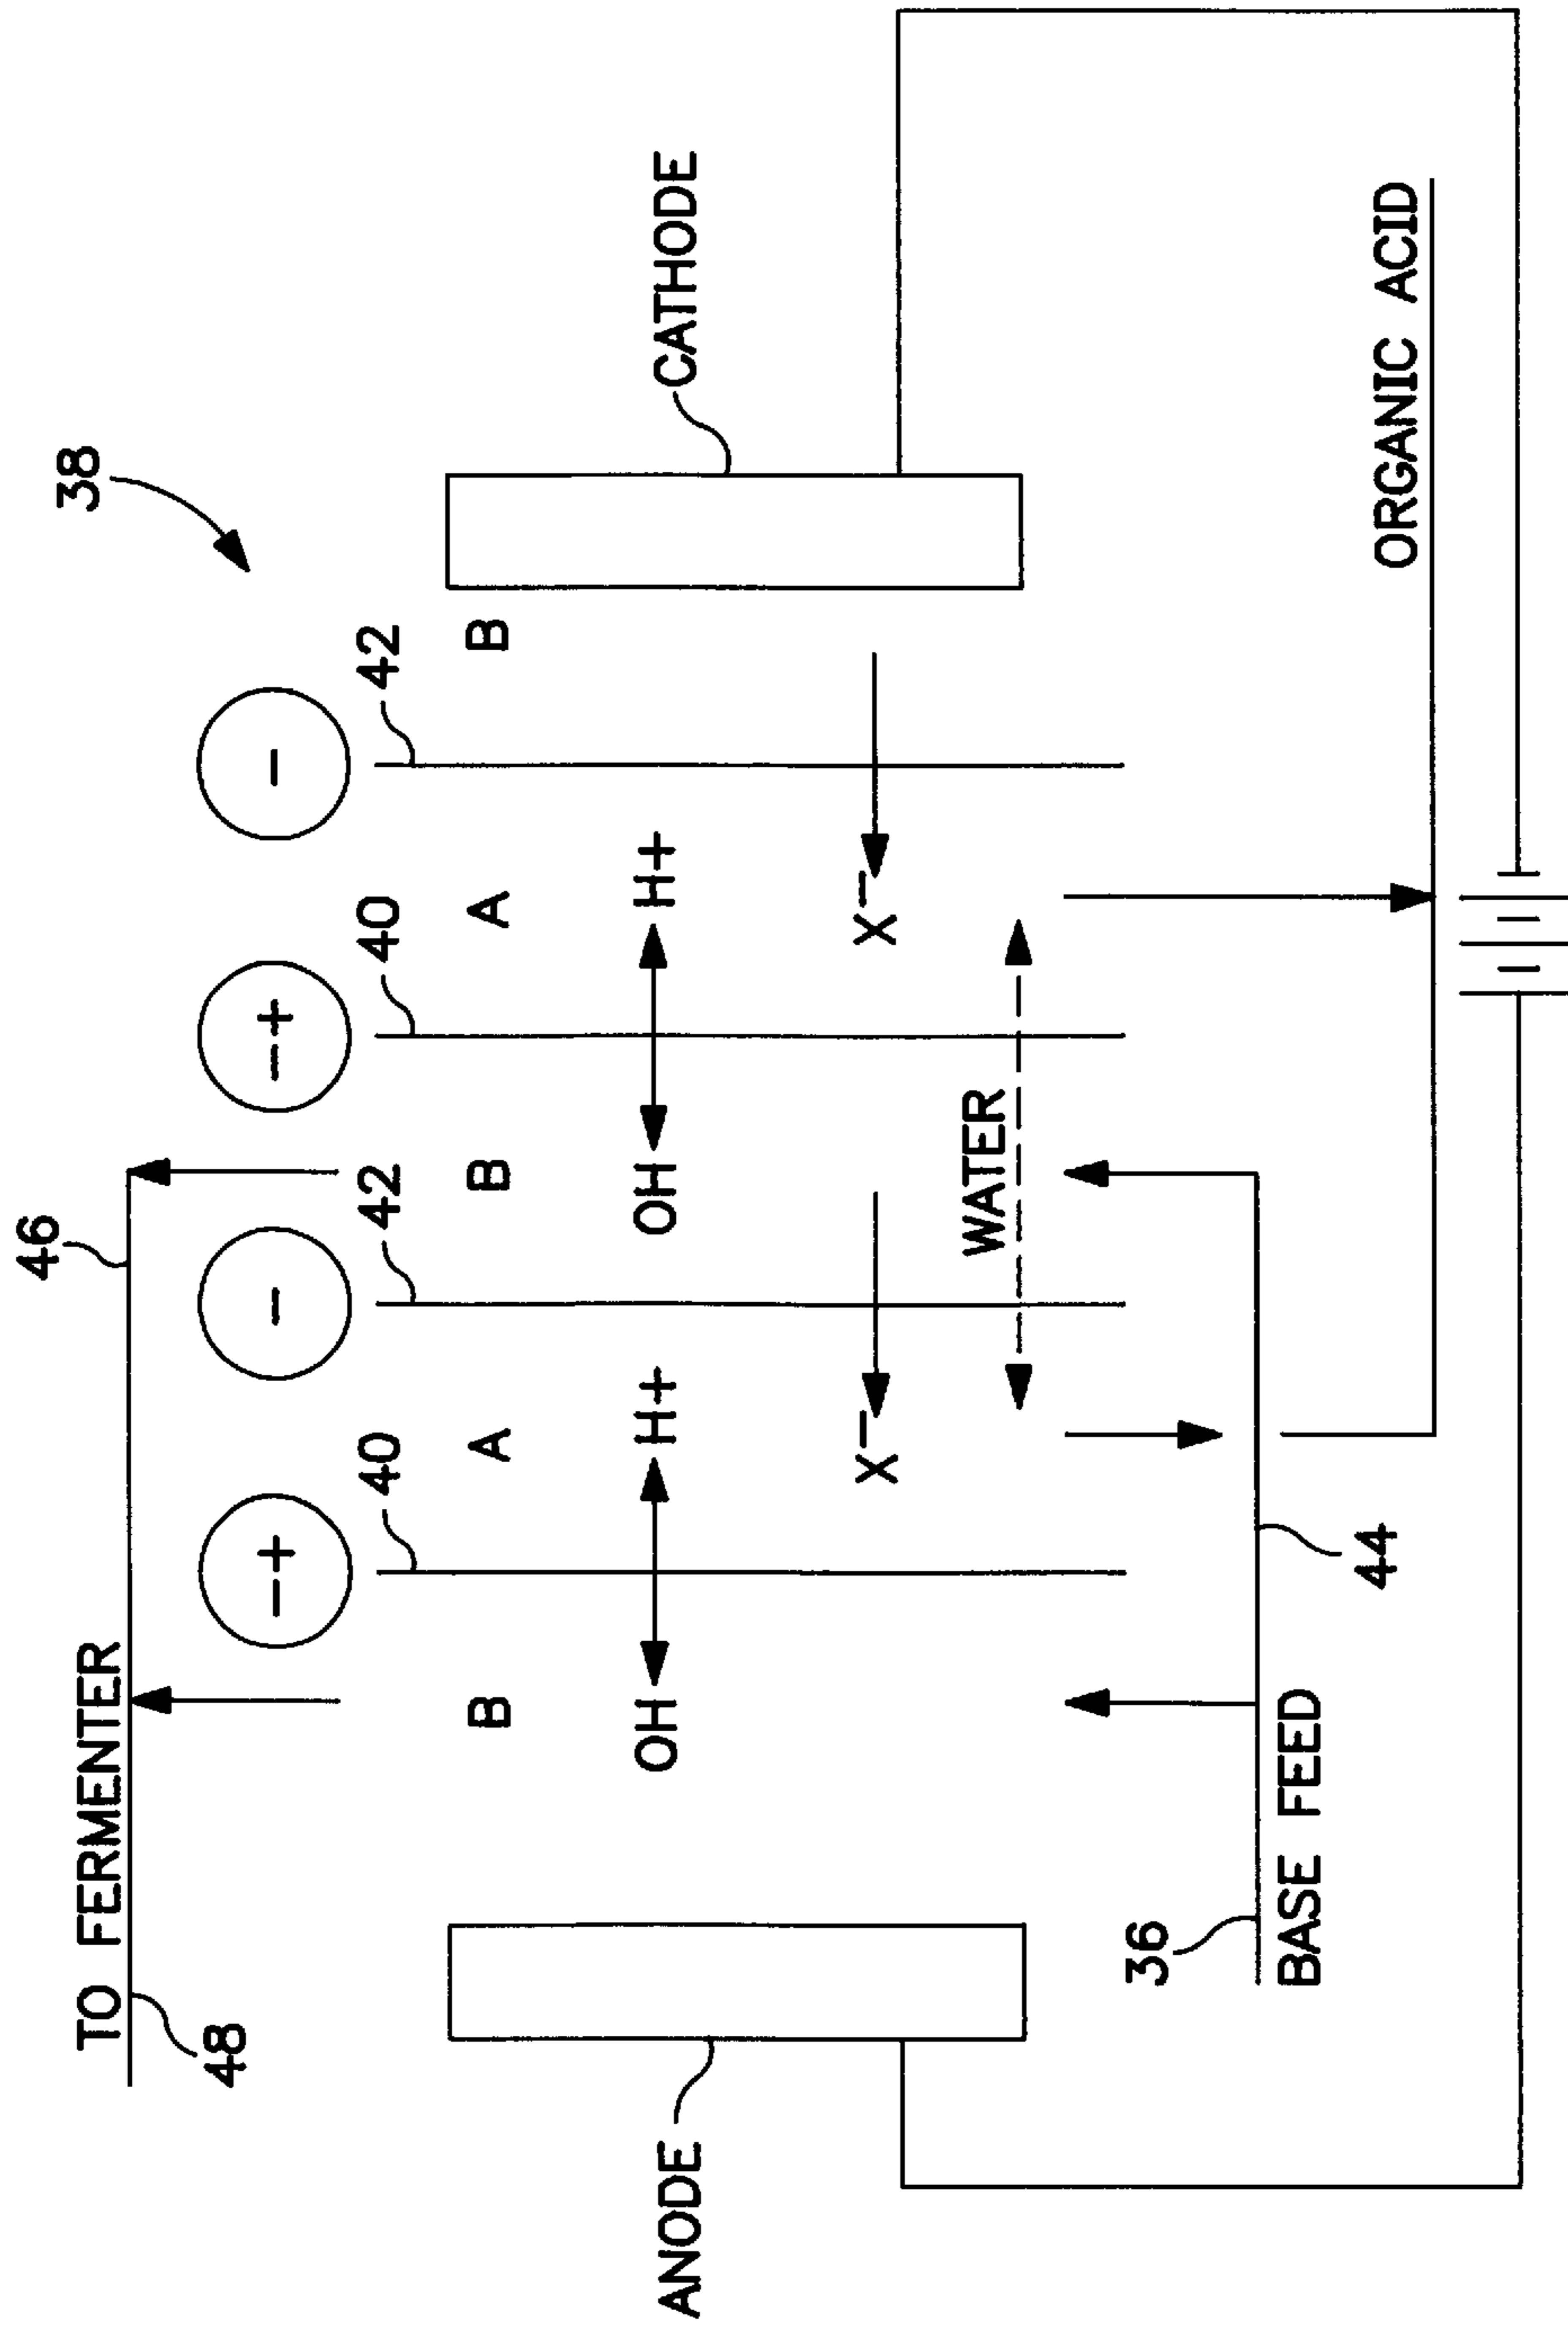 38
46
TO FERMENTER
48
-+
-
-+
-
40
42
40
42
B
A
B
A
B
CATHODE
ANODE
OH
H+
OH
H+
X-
X-
WATER
36
BASE FEED
44
ORGANIC ACID